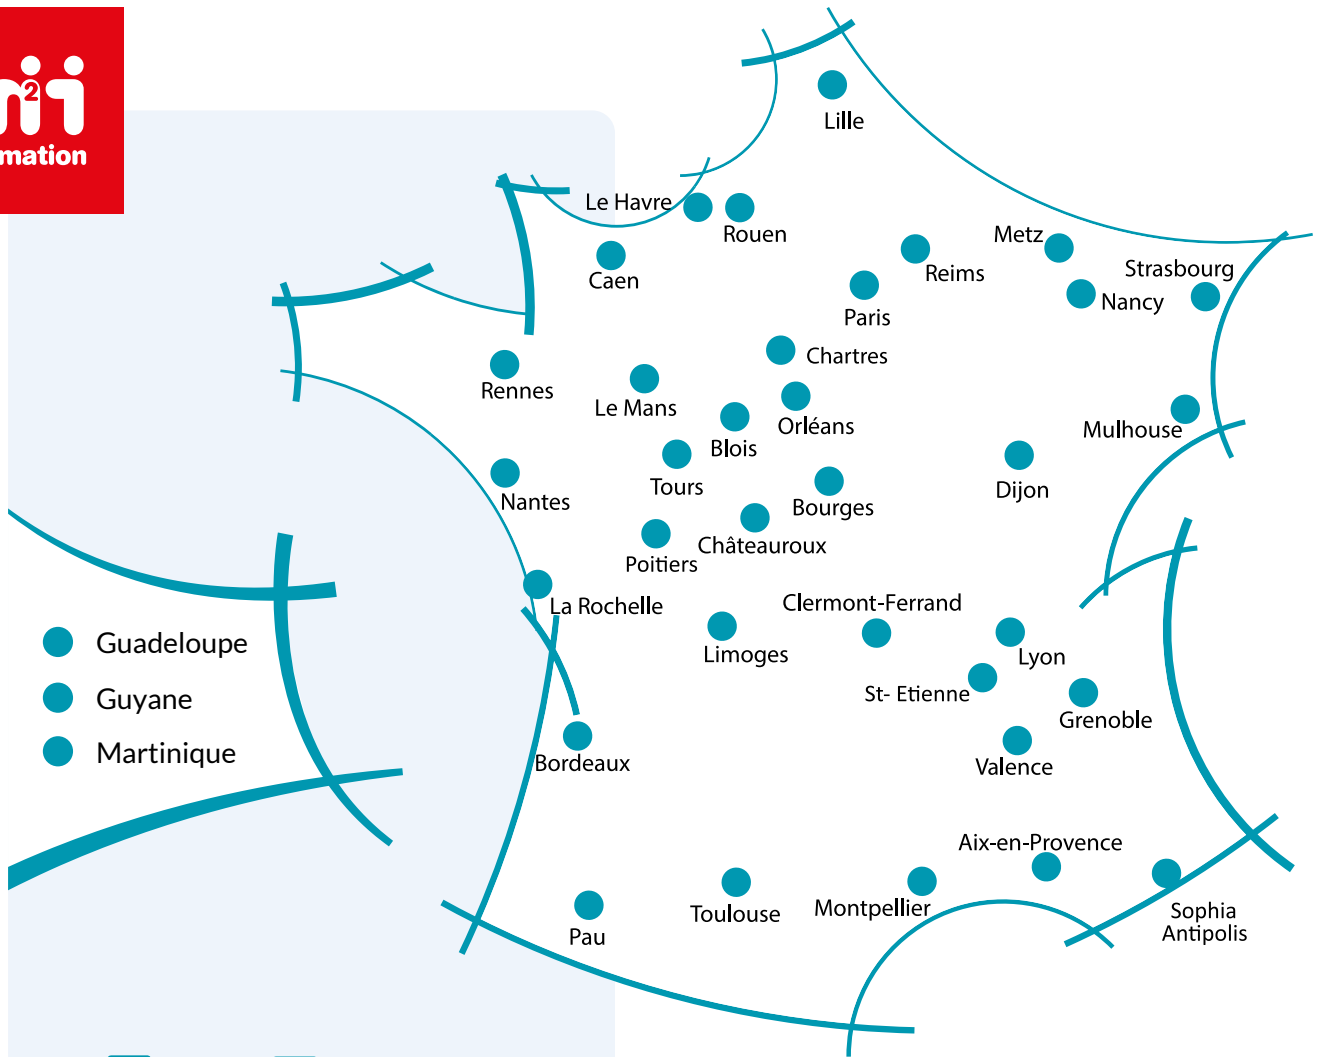 2
mation
Lille
Le Havre
Rouen
Caen
Metz
Reims
Strasbourg
Nancy
Paris
Chartres
Rennes
Le Mans
Orléans
Blois
Mulhouse
Tours
Dijon
Nantes
Bourges
Châteauroux
Poitiers
La Rochelle
Clermont-Ferrand
Limoges
Lyon
St- Etienne
Grenoble
Guadeloupe
Guyane
Martinique
Bordeaux
Valence
Aix-en-Provence
Toulouse
Montpellier
Pau
Sophia
Antipolis